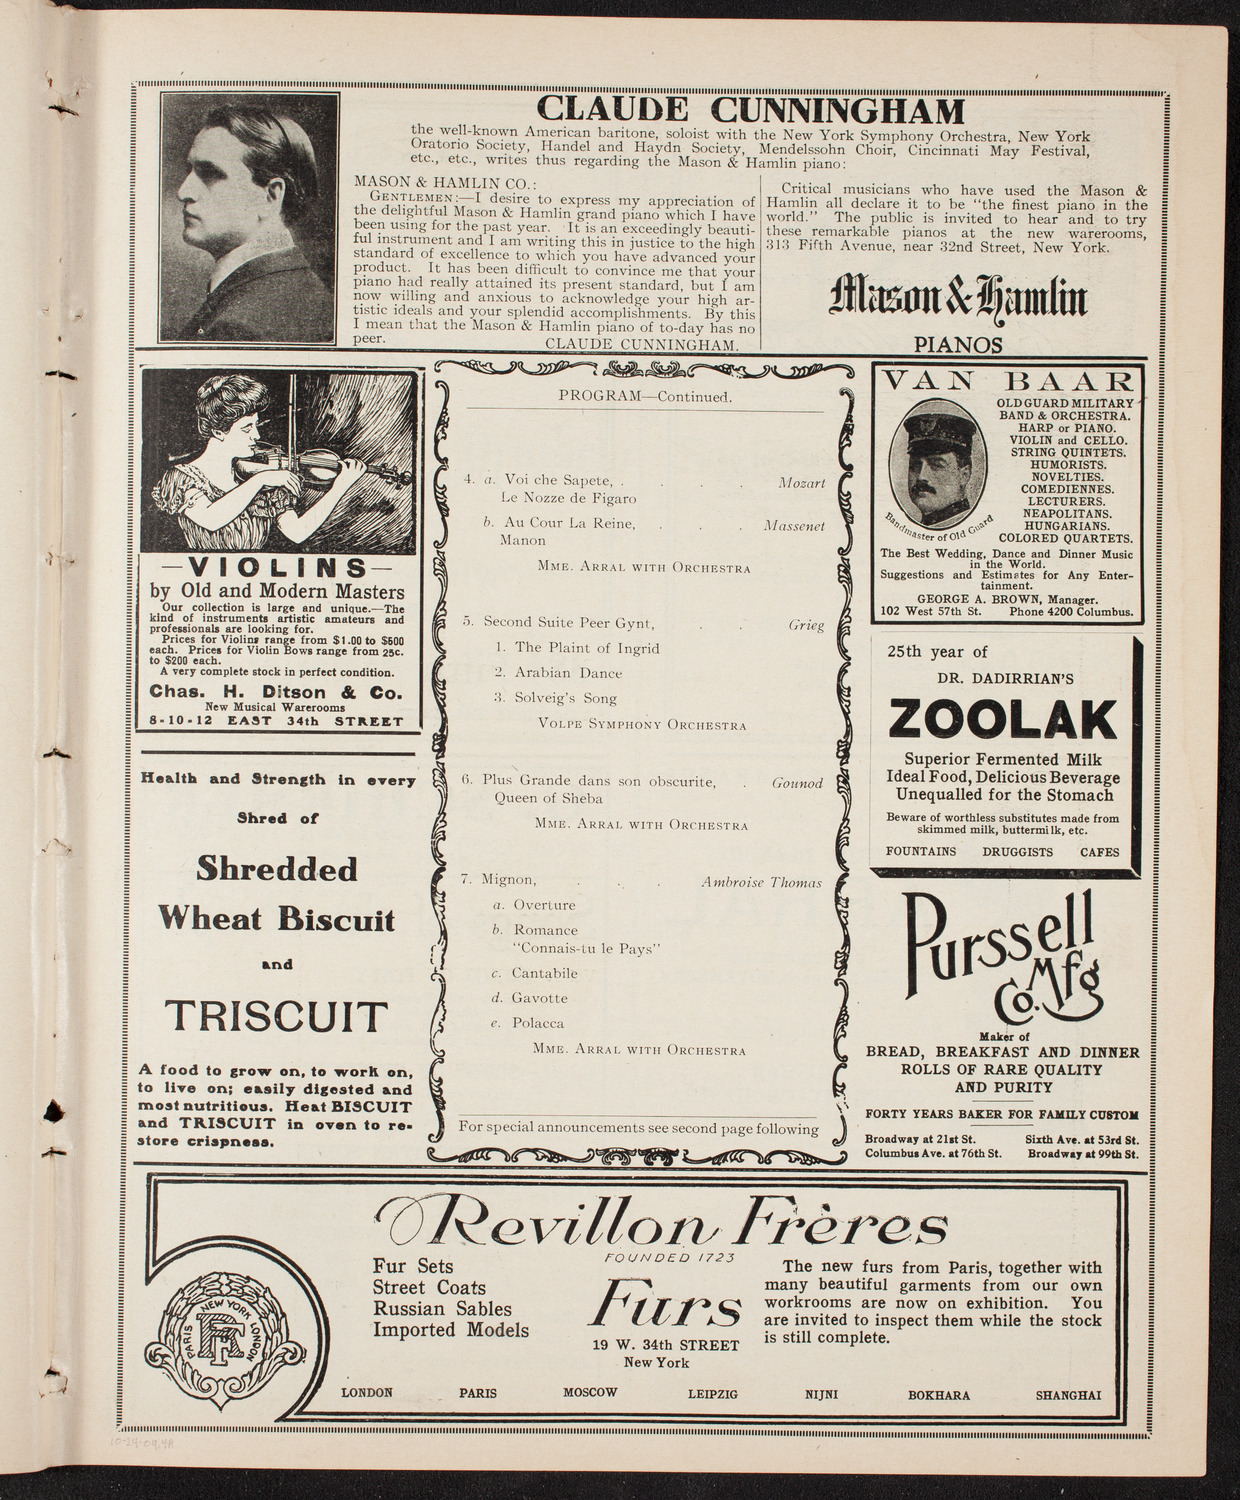 CLAUDE CUNNINGHAM
the well-known American baritone, soloist with the New York Symphony Orchestra, New York
Oratorio Society, Handel and Haydn Society, Mendelssohn Choir, Cincinnati May Festival,
etc., etc., writes thus regarding the Mason & Hamlin piano:
MASON & HAMLIN CO.:
GENTLEMEN:—I desire to express my appreciation of
the delightful Mason & Hamlin grand piano which I have
been using for the past year. It is an exceedingly beauti-
ful instrument and I am writing this in justice to the high
standard of excellence to which you have advanced your
product. It has been difficult to convince me that your
piano had really attained its present standard, but I am
now willing and anxious to acknowledge your high ar-
tistic ideals and your splendid accomplishments. By this
I mean that the Mason & Hamlin piano of to-day has no
peer. CLAUDE CUNNINGHAM.
Critical musicians who have used the Mason &
Hamlin all declare it to be "the finest piano in the
world." The public is invited to hear and to try
these remarkable pianos at the new warerooms,
313 Fifth Avenue, near 32nd Street, New York.
Mason & Hamlin
PIANOS
—VIOLINS—
by Old and Modern Masters
Our collection is large and unique.—The
kind of instruments artistic amateurs and
professionals are looking for.
Prices for Violins range from $1.00 to $600
each. Prices for Violin Bows range from 25c.
to $200 each.
A very complete stock in perfect condition.
Chas. H. Ditson & Co.
New Musical Warerooms
8-10-12 EAST 34th STREET
Health and Strength in every
Shred of
Shredded
Wheat Biscuit
and
TRISCUIT
A food to grow on, to work on,
to live on; easily digested and
most nutritious. Heat BISCUIT
and TRISCUIT in oven to re-
store crispness.
PROGRAM—Continued.
4. a. Voi che Sapete, . . . . Mozart
Le Nozze de Figaro
b. Au Cour La Reine, . . . Massenet
Manon
MME. ARRAL WITH ORCHESTRA
5. Second Suite Peer Gynt, . . Grieg
1. The Plaint of Ingrid
2. Arabian Dance
3. Solveig's Song
VOLPE SYMPHONY ORCHESTRA
6. Plus Grande dans son obscurite, . Gounod
Queen of Sheba
MME. ARRAL WITH ORCHESTRA
7. Mignon, . . . Ambroise Thomas
a. Overture
b. Romance
"Connais-tu le Pays"
c. Cantabile
d. Gavotte
e. Polacca
MME. ARRAL WITH ORCHESTRA
For special announcements see second page following
VAN BAAR
OLD GUARD MILITARY
BAND & ORCHESTRA.
HARP or PIANO.
VIOLIN and CELLO.
STRING QUINTETS.
HUMORISTS.
NOVELTIES.
COMEDIENNES.
LECTURERS.
NEAPOLITANS.
HUNGARIANS.
COLORED QUARTETS.
Bandmaster of Old Guard
The Best Wedding, Dance and Dinner Music
in the World.
Suggestions and Estimates for Any Enter-
tainment.
GEORGE A. BROWN, Manager.
102 West 57th St. Phone 4200 Columbus.
25th year of
DR. DADIRRIAN'S
ZOOLAK
Superior Fermented Milk
Ideal Food, Delicious Beverage
Unequalled for the Stomach
Beware of worthless substitutes made from
skimmed milk, buttermilk, etc.
FOUNTAINS DRUGGISTS CAFES
Purssell
Mfg
Co.
Maker of
BREAD, BREAKFAST AND DINNER
ROLLS OF RARE QUALITY
AND PURITY
FORTY YEARS BAKER FOR FAMILY CUSTOM
Broadway at 21st St. Sixth Ave. at 53rd St.
Columbus Ave. at 76th St. Broadway at 99th St.
Revillon Frères
FOUNDED 1723
Fur Sets
Street Coats
Russian Sables
Imported Models
Furs
19 W. 34th STREET
New York
The new furs from Paris, together with
many beautiful garments from our own
workrooms are now on exhibition. You
are invited to inspect them while the stock
is still complete.
PARIS NEW YORK LONDON
RF
LONDON PARIS MOSCOW LEIPZIG NIJNI BOKHARA SHANGHAI
10-24-09,4A